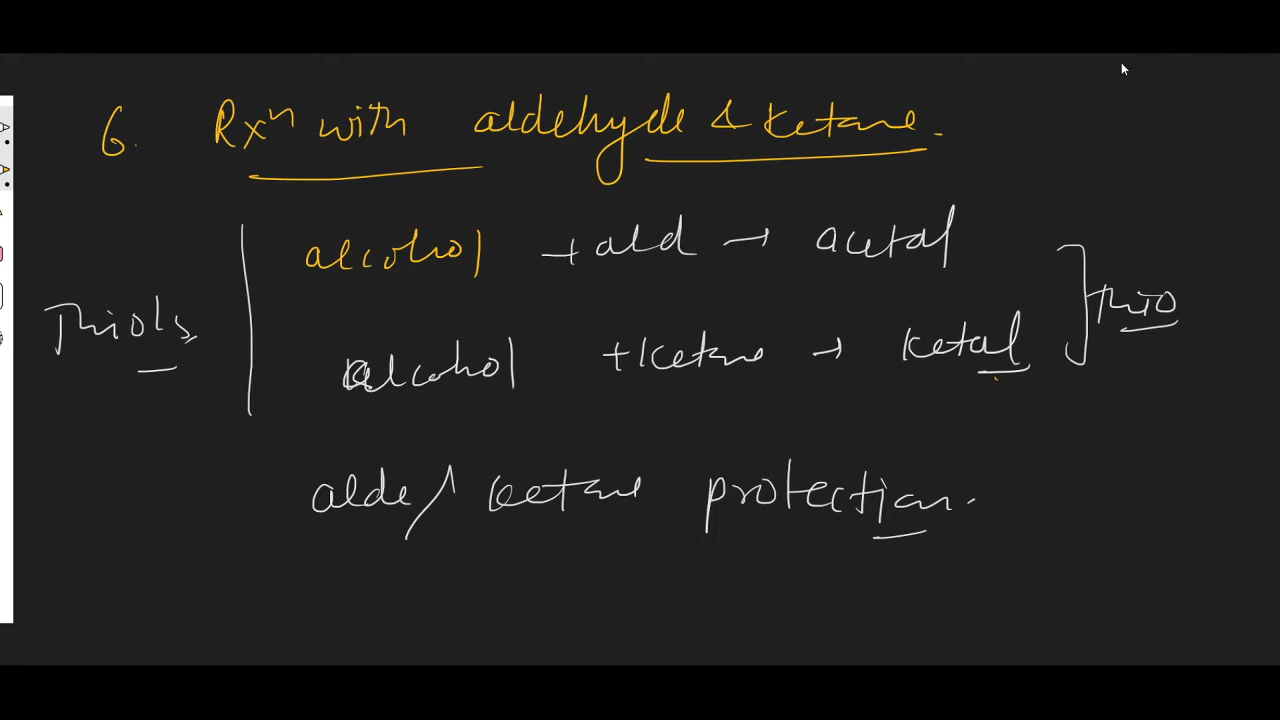 6. Rxn with aldehyde & ketone.
alcohol + ald → acetal
Thiols
Thio
alcohol + ketone → ketal
alde/ketone protection.